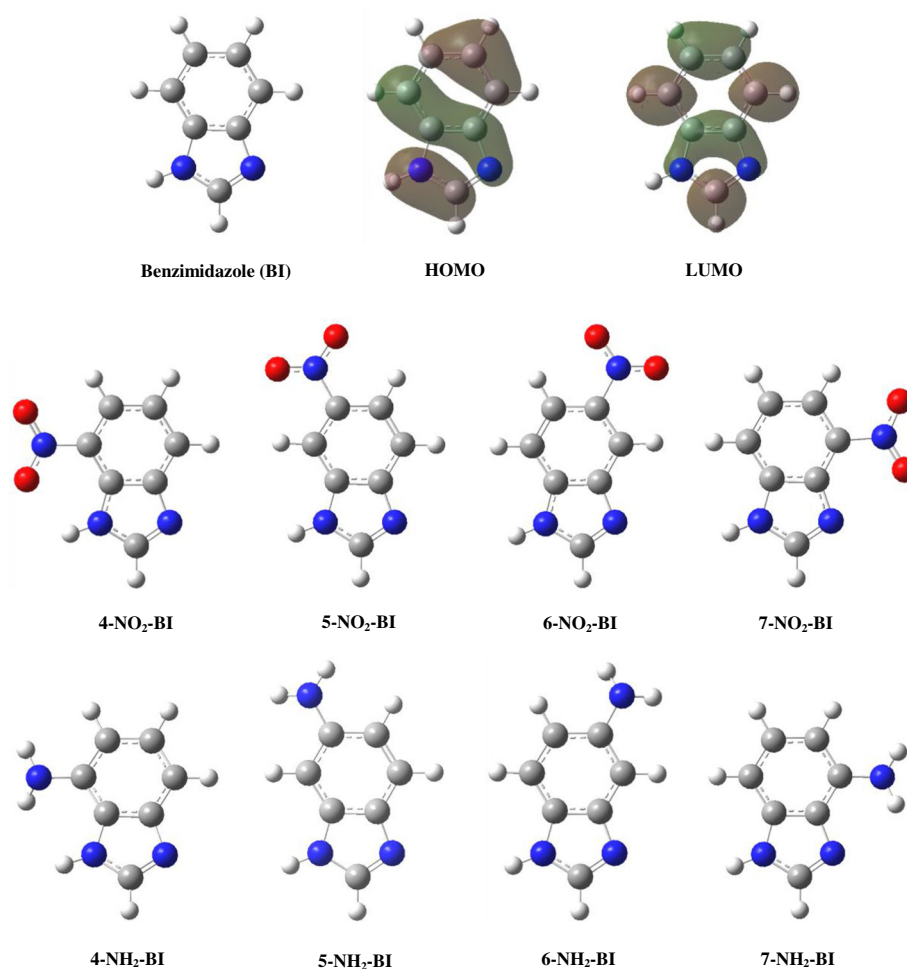 Benzimidazole (BI) HOMO LUMO
4-NO₂-BI 5-NO₂-BI 6-NO₂-BI 7-NO₂-BI
4-NH₂-BI 5-NH₂-BI 6-NH₂-BI 7-NH₂-BI